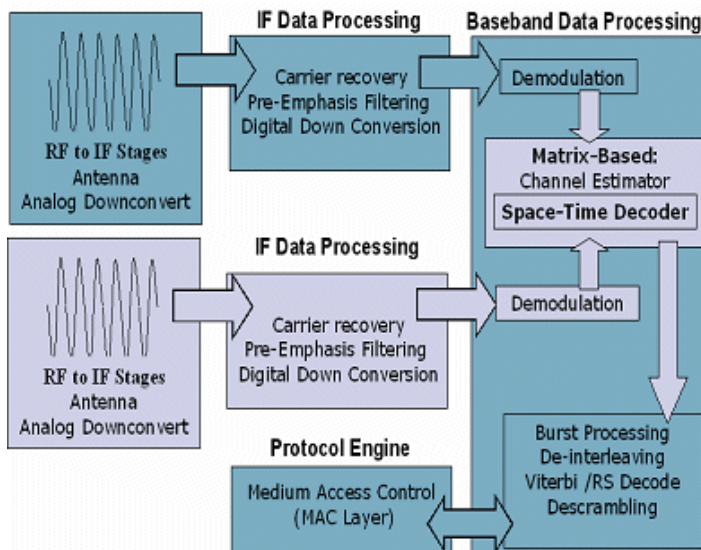 IF Data Processing
Baseband Data Processing
RF to IF Stages
Antenna
Analog Downconvert
Carrier recovery
Pre-Emphasis Filtering
Digital Down Conversion
Demodulation
Matrix-Based:
Channel Estimator
Space-Time Decoder
IF Data Processing
RF to IF Stages
Antenna
Analog Downconvert
Carrier recovery
Pre-Emphasis Filtering
Digital Down Conversion
Demodulation
Protocol Engine
Medium Access Control
(MAC Layer)
Burst Processing
De-interleaving
Viterbi /RS Decode
Descrambling